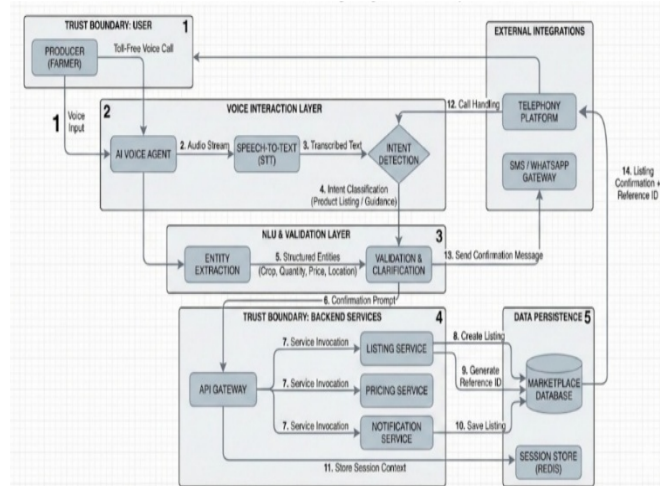 TRUST BOUNDARY: USER
1
PRODUCER
(FARMER)
Toll-Free Voice Call
1
Voice
Input
2
VOICE INTERACTION LAYER
AI VOICE AGENT
2. Audio Stream
SPEECH-TO-TEXT
(STT)
3. Transcribed Text
INTENT
DETECTION
4. Intent Classification
(Product Listing / Guidance)
EXTERNAL INTEGRATIONS
12. Call Handling
TELEPHONY
PLATFORM
SMS / WHATSAPP
GATEWAY
14. Listing
Confirmation +
Reference ID
NLU & VALIDATION LAYER
3
ENTITY
EXTRACTION
5. Structured Entities
(Crop, Quantity, Price, Location)
VALIDATION &
CLARIFICATION
13. Send Confirmation Message
6. Confirmation Prompt
TRUST BOUNDARY: BACKEND SERVICES
4
API GATEWAY
7. Service Invocation
LISTING SERVICE
7. Service Invocation
PRICING SERVICE
7. Service Invocation
NOTIFICATION
SERVICE
11. Store Session Context
8. Create Listing
9. Generate
Reference ID
10. Save Listing
DATA PERSISTENCE
5
MARKETPLACE
DATABASE
SESSION STORE
(REDIS)